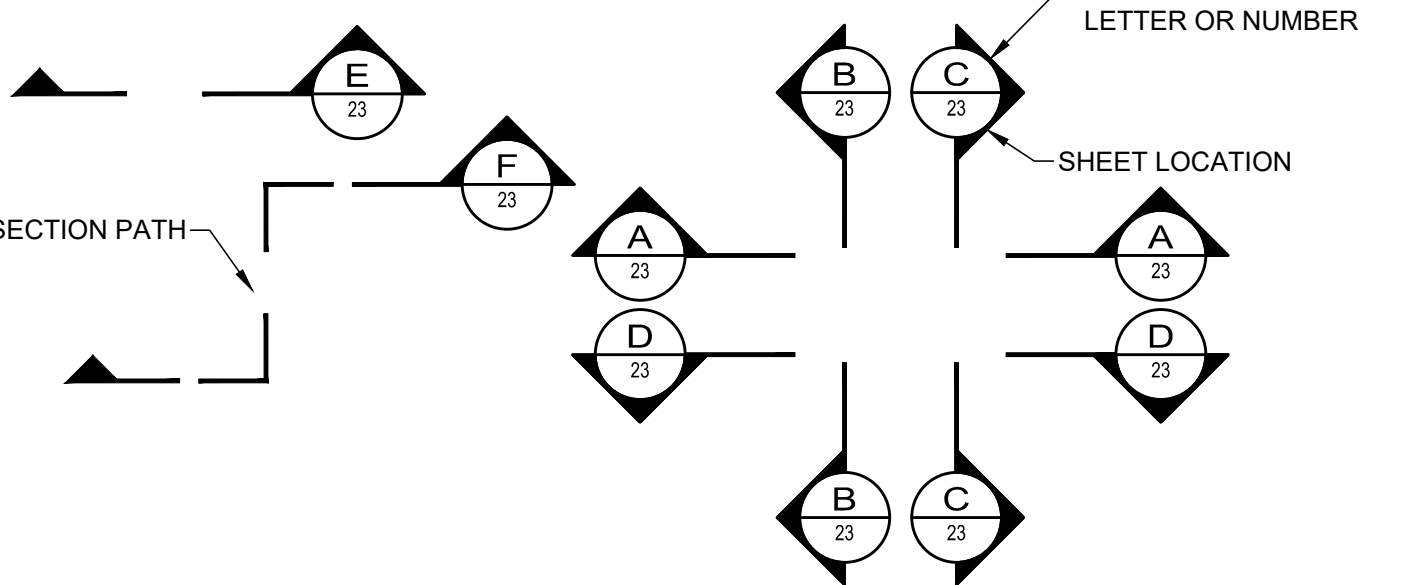 LETTER OR NUMBER
E
23
B
23
C
23
F
23
SHEET LOCATION
SECTION PATH
A
23
A
23
D
23
D
23
B
23
C
23